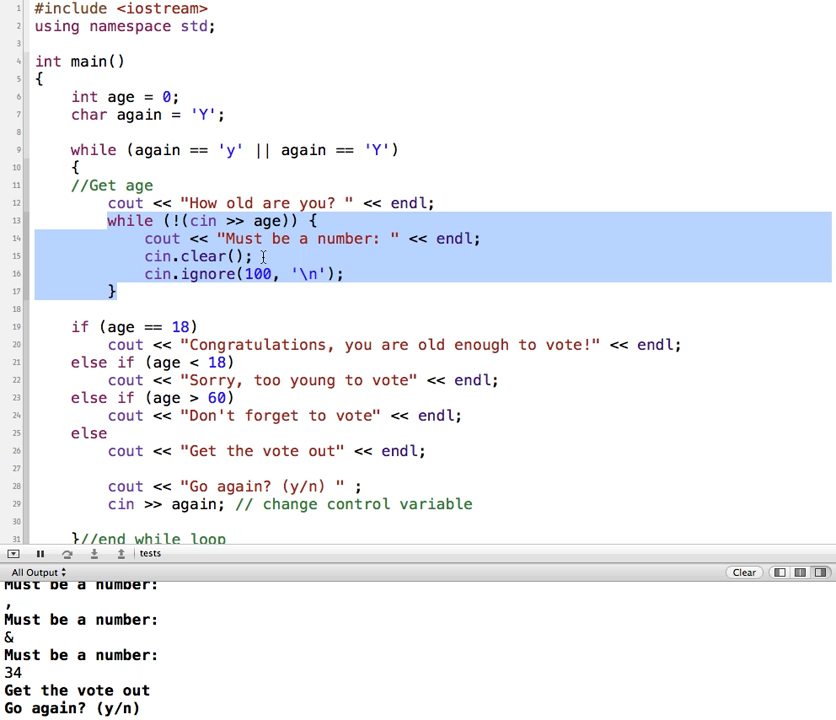 1 #include <iostream>
2 using namespace std;
3
4 int main()
5 {
6 int age = 0;
7 char again = 'Y';
8
9 while (again == 'y' || again == 'Y')
10 {
11 //Get age
12 cout << "How old are you? " << endl;
13 while (!(cin >> age)) {
14 cout << "Must be a number: " << endl;
15 cin.clear();
16 cin.ignore(100, '\n');
17 }
18
19 if (age == 18)
20 cout << "Congratulations, you are old enough to vote!" << endl;
21 else if (age < 18)
22 cout << "Sorry, too young to vote" << endl;
23 else if (age > 60)
24 cout << "Don't forget to vote" << endl;
25 else
26 cout << "Get the vote out" << endl;
27
28 cout << "Go again? (y/n) " ;
29 cin >> again; // change control variable
30
31 }//end while loop
tests
All Output
Clear
Must be a number:
,
Must be a number:
&
Must be a number:
34
Get the vote out
Go again? (y/n)